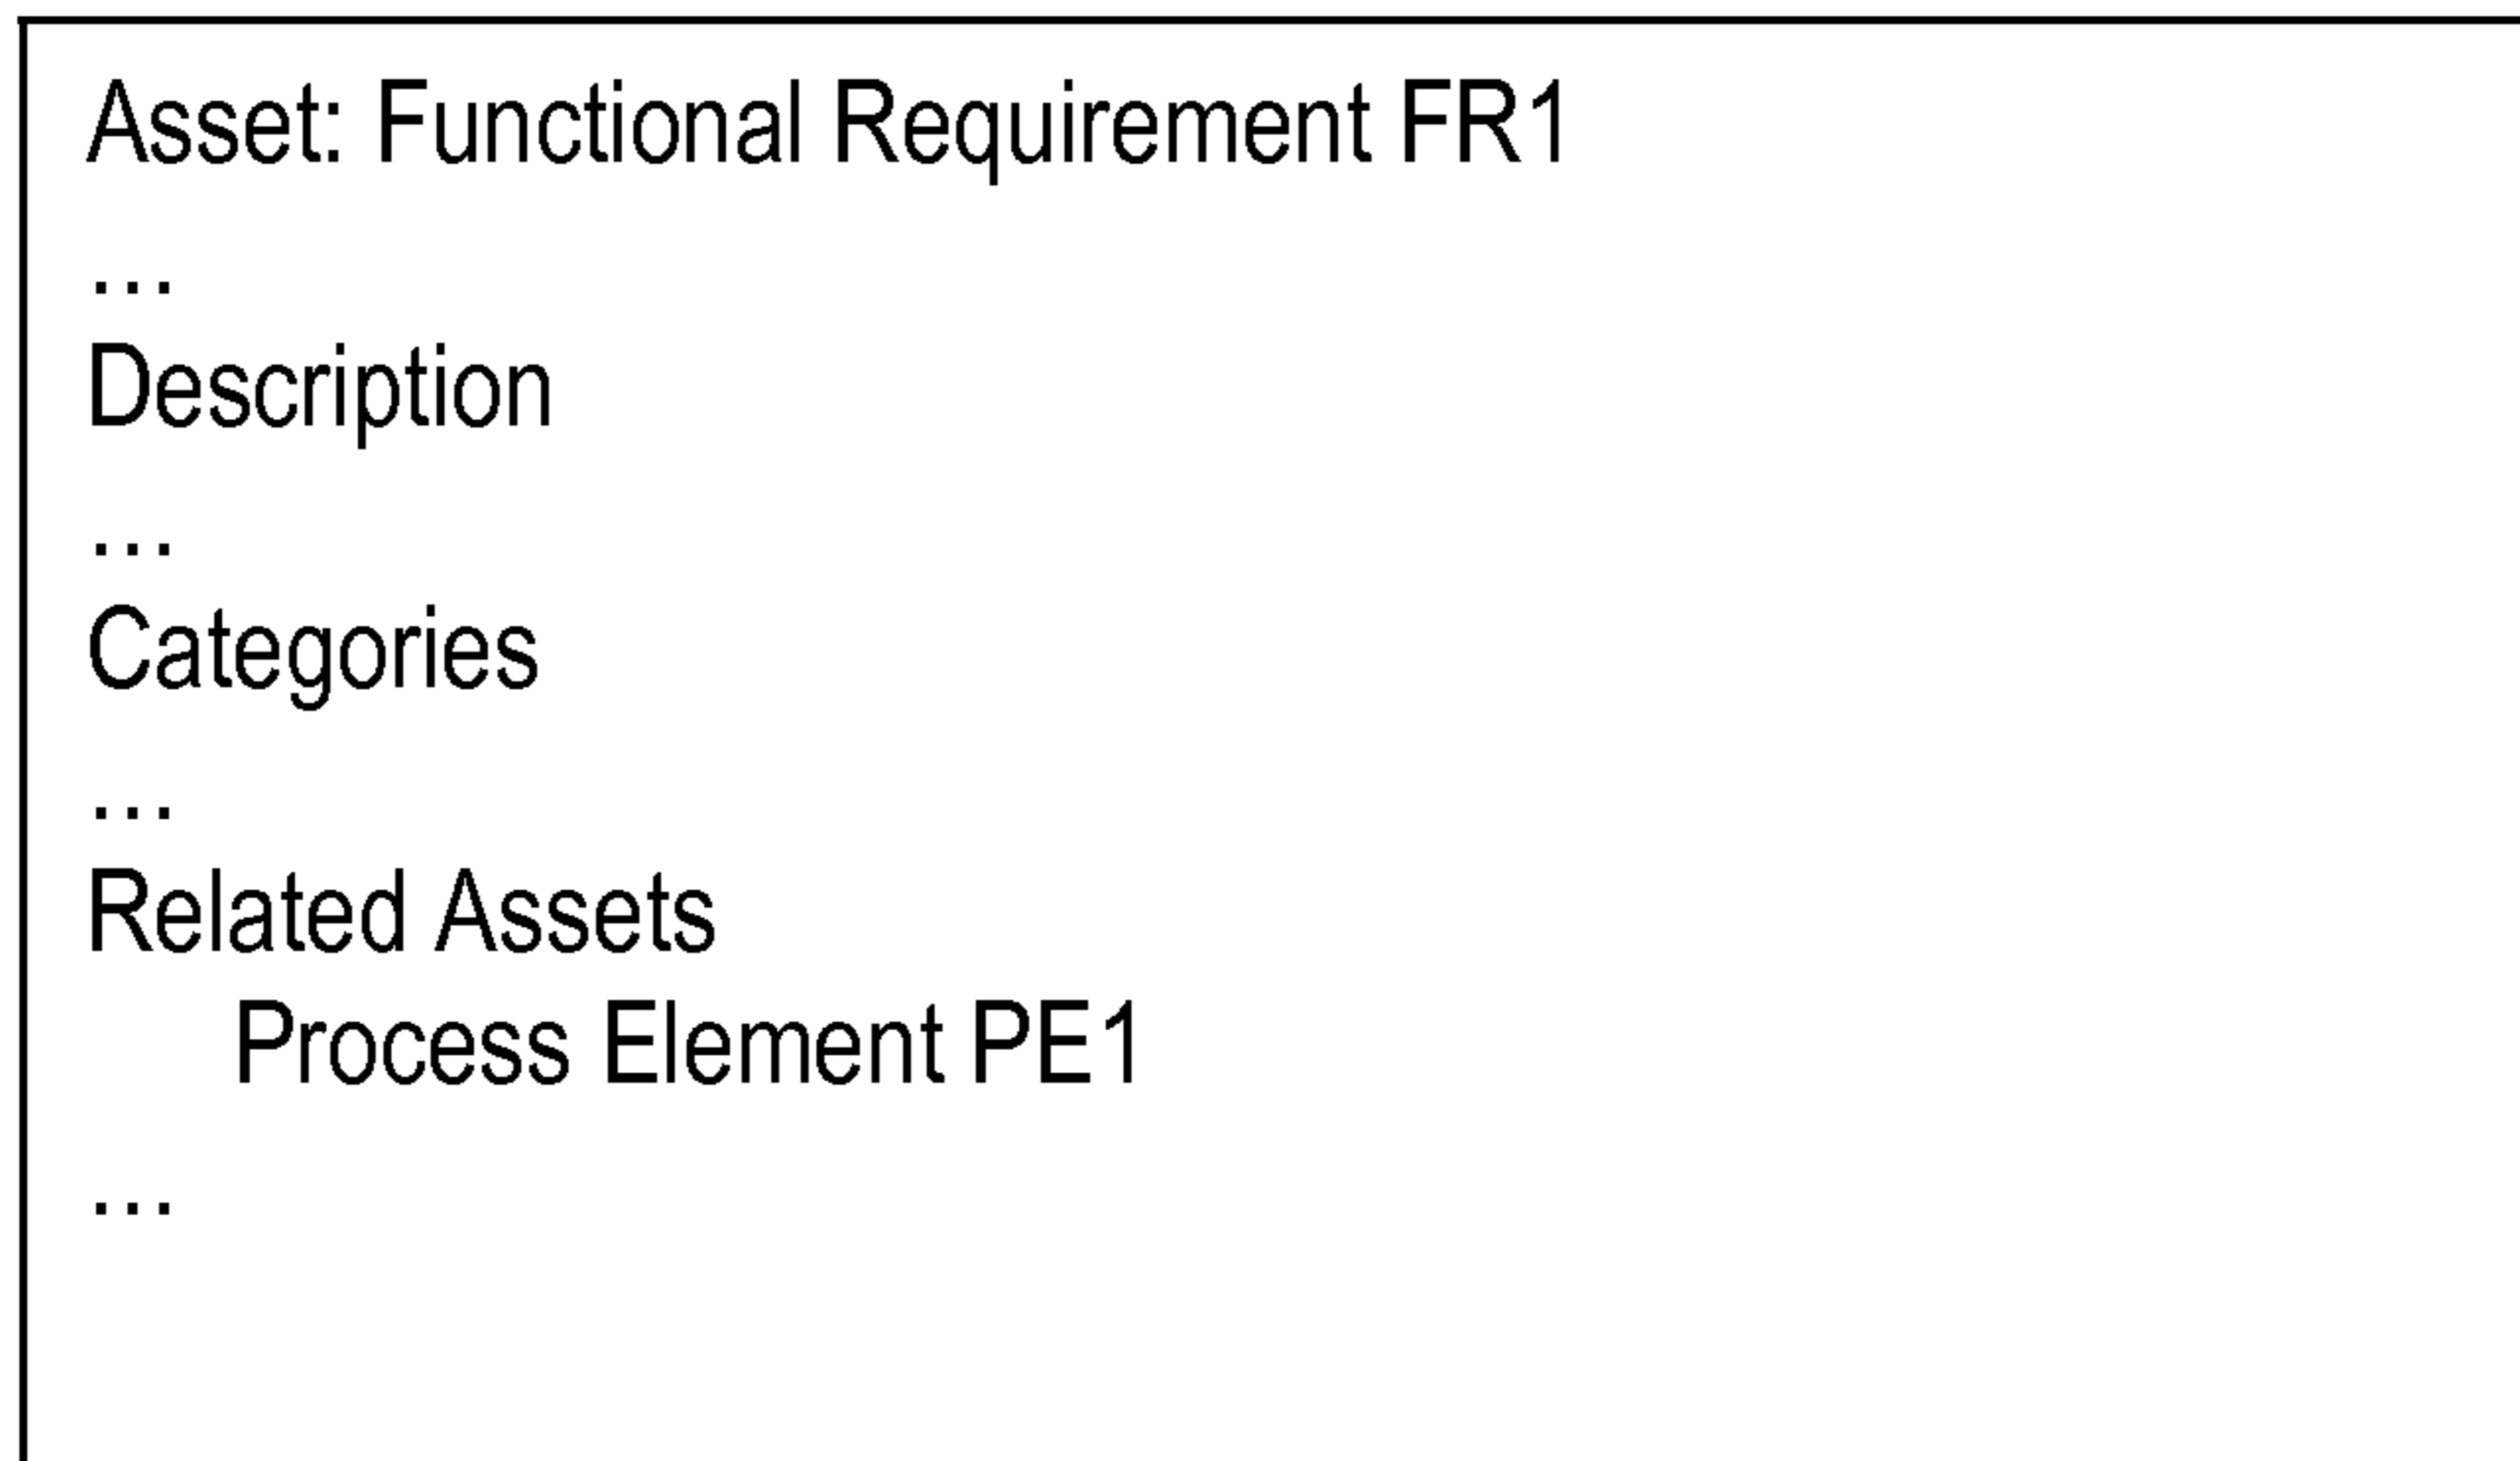 Asset: Functional Requirement FR1
...
Description
...
Categories
...
Related Assets
Process Element PE1
...